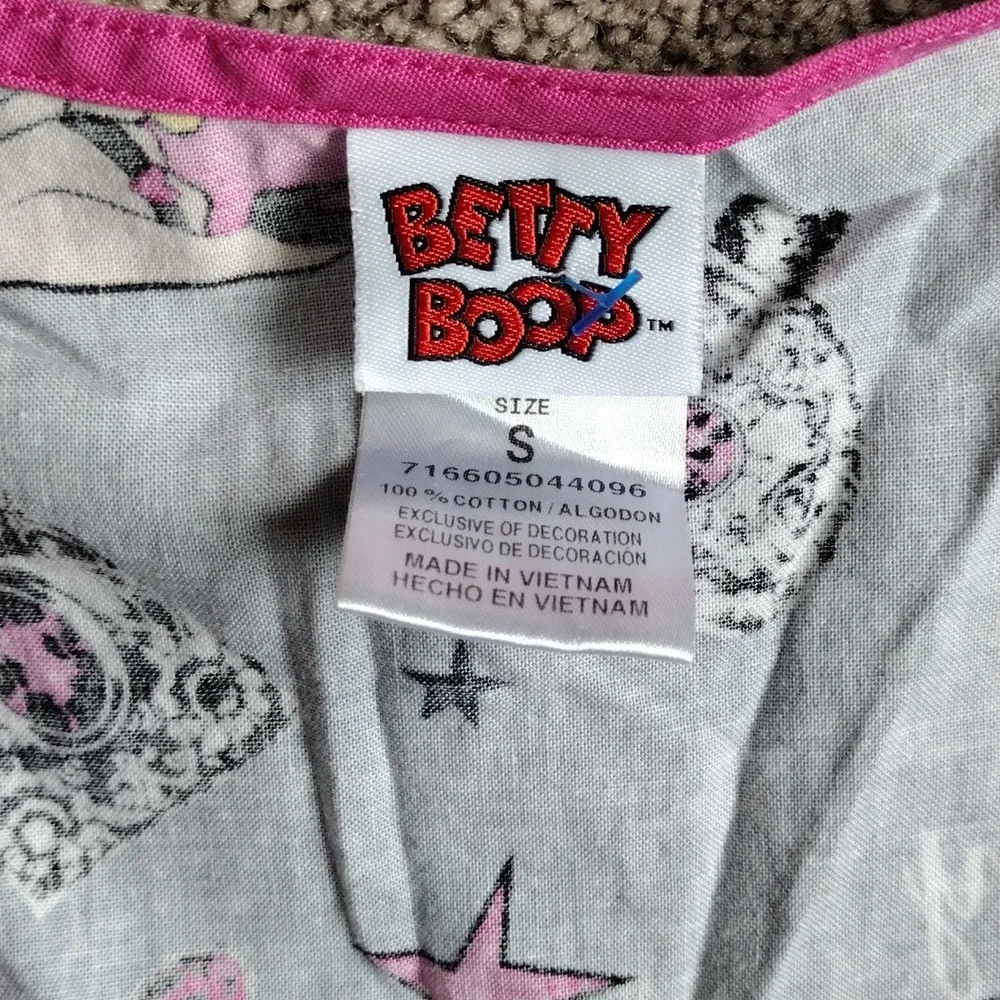 BETTY
BOOP™
SIZE
S
716605044096
100 % COTTON / ALGODON
EXCLUSIVE OF DECORATION
EXCLUSIVO DE DECORACIÓN
MADE IN VIETNAM
HECHO EN VIETNAM